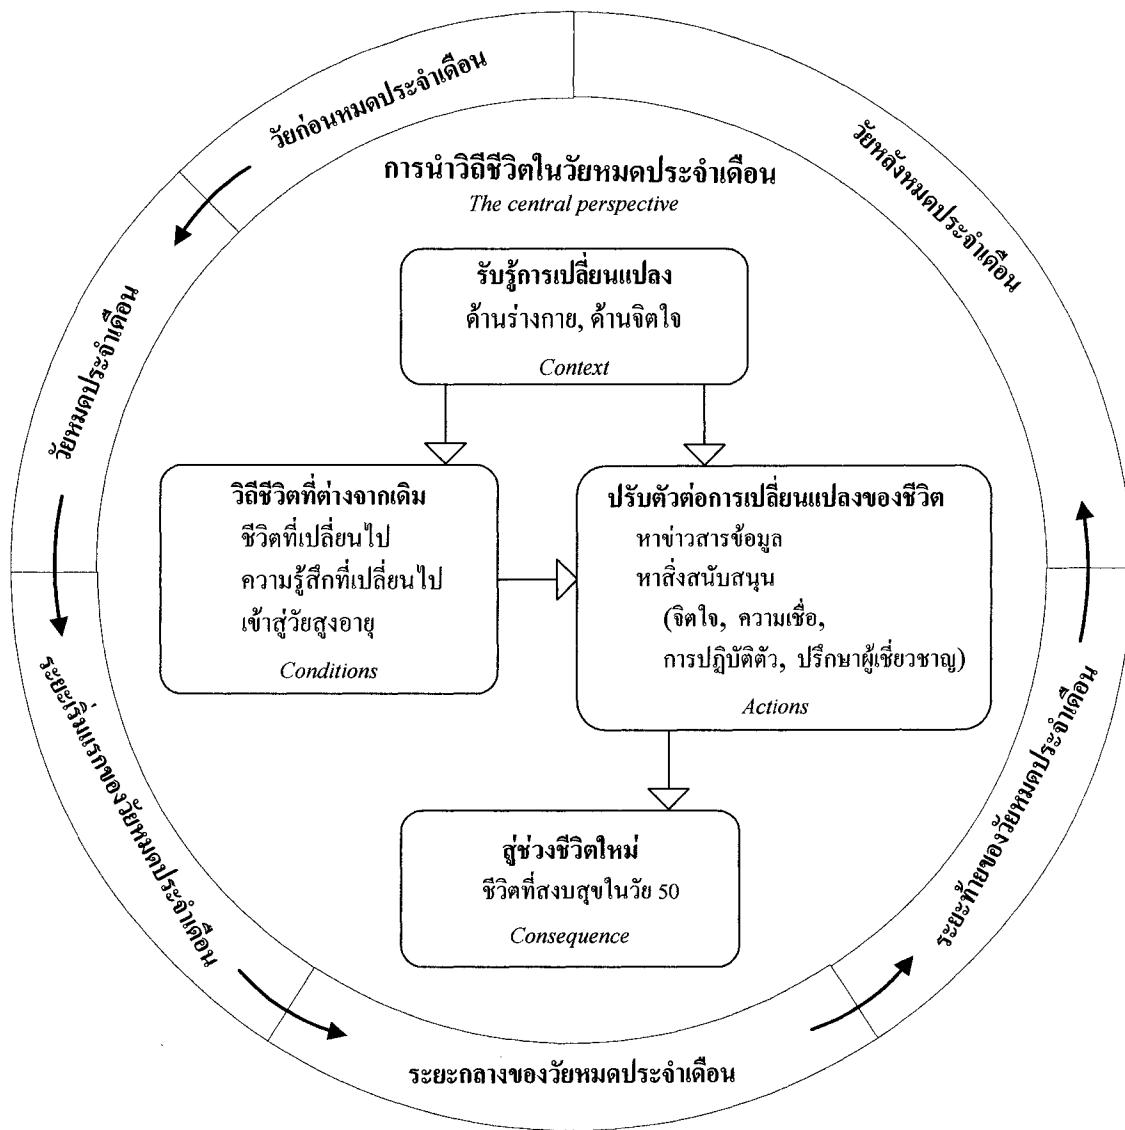 วัยก่อนหมดประจำเดือน
วัยหลังหมดประจำเดือน
การนำวิถีชีวิตในวัยหมดประจำเดือน
The central perspective
รับรู้การเปลี่ยนแปลง
ด้านร่างกาย, ด้านจิตใจ
Context
วัยหมดประจำเดือน
วิถีชีวิตที่ต่างจากเดิม
ชีวิตที่เปลี่ยนไป
ความรู้สึกที่เปลี่ยนไป
เข้าสู่วัยสูงอายุ
Conditions
ปรับตัวต่อการเปลี่ยนแปลงของชีวิต
หาข่าวสารข้อมูล
หาสิ่งสนับสนุน
(จิตใจ, ความเชื่อ,
การปฏิบัติตัว, ปรึกษาผู้เชี่ยวชาญ)
Actions
สู่ช่วงชีวิตใหม่
ชีวิตที่สงบสุขในวัย 50
Consequence
ระยะเริ่มแรกของวัยหมดประจำเดือน
ระยะกลางของวัยหมดประจำเดือน
ระยะท้ายของวัยหมดประจำเดือน